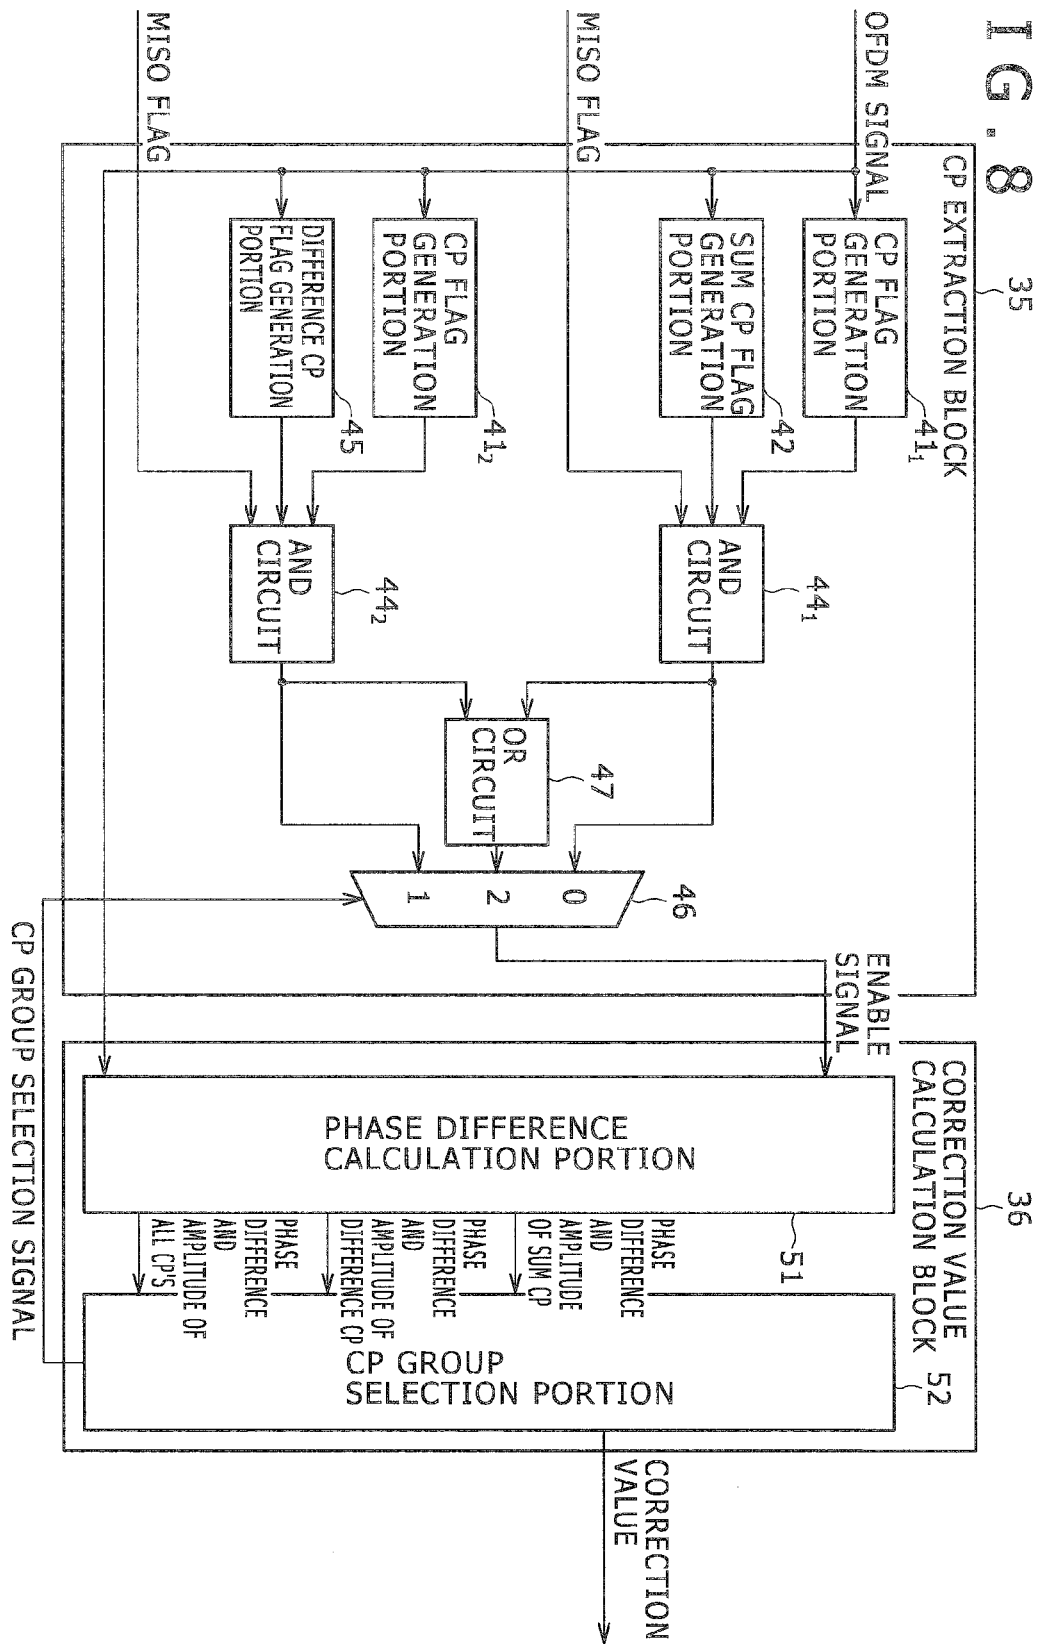 IG. 8
CP EXTRACTION BLOCK
35
OFDM SIGNAL
CP FLAG
GENERATION
PORTION
41₁
SUM CP FLAG
GENERATION
PORTION
42
MISO FLAG
AND
CIRCUIT
44₁
CP FLAG
GENERATION
PORTION
41₂
DIFFERENCE CP
FLAG GENERATION
PORTION
45
MISO FLAG
AND
CIRCUIT
44₂
OR
CIRCUIT
47
0
2
1
46
ENABLE
SIGNAL
CORRECTION VALUE
CALCULATION BLOCK
36
PHASE DIFFERENCE
CALCULATION PORTION
51
PHASE
DIFFERENCE
AND
AMPLITUDE
OF SUM CP
PHASE
DIFFERENCE
AND
AMPLITUDE OF
DIFFERENCE CP
PHASE
DIFFERENCE
AND
AMPLITUDE OF
ALL CP'S
CP GROUP
SELECTION PORTION
52
CORRECTION
VALUE
CP GROUP SELECTION SIGNAL